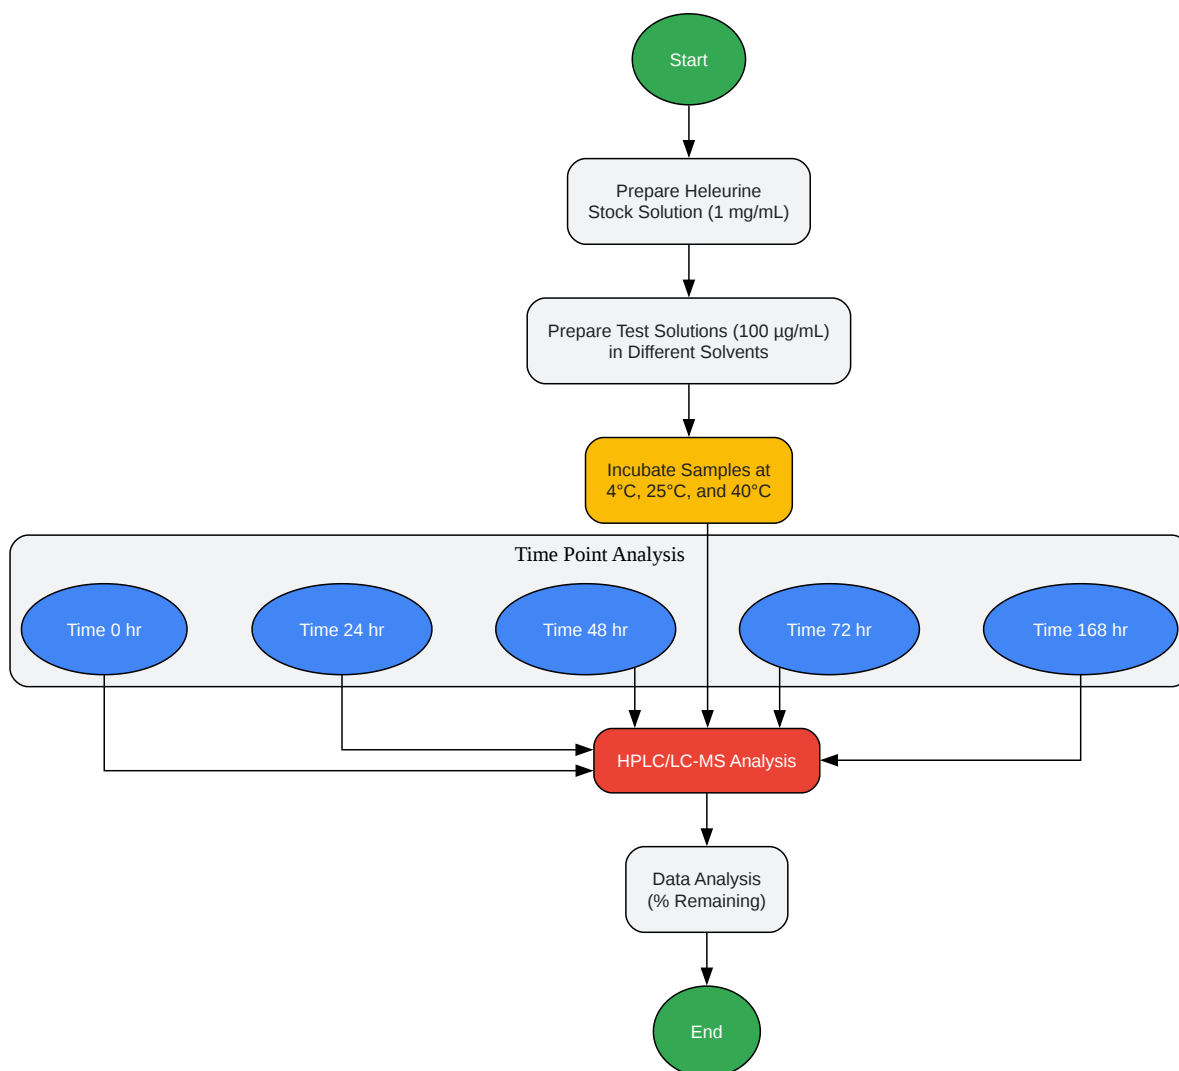 Start
Prepare Heleurine
Stock Solution (1 mg/mL)
Prepare Test Solutions (100 µg/mL)
in Different Solvents
Incubate Samples at
4°C, 25°C, and 40°C
Time Point Analysis
Time 0 hr
Time 24 hr
Time 48 hr
Time 72 hr
Time 168 hr
HPLC/LC-MS Analysis
Data Analysis
(% Remaining)
End